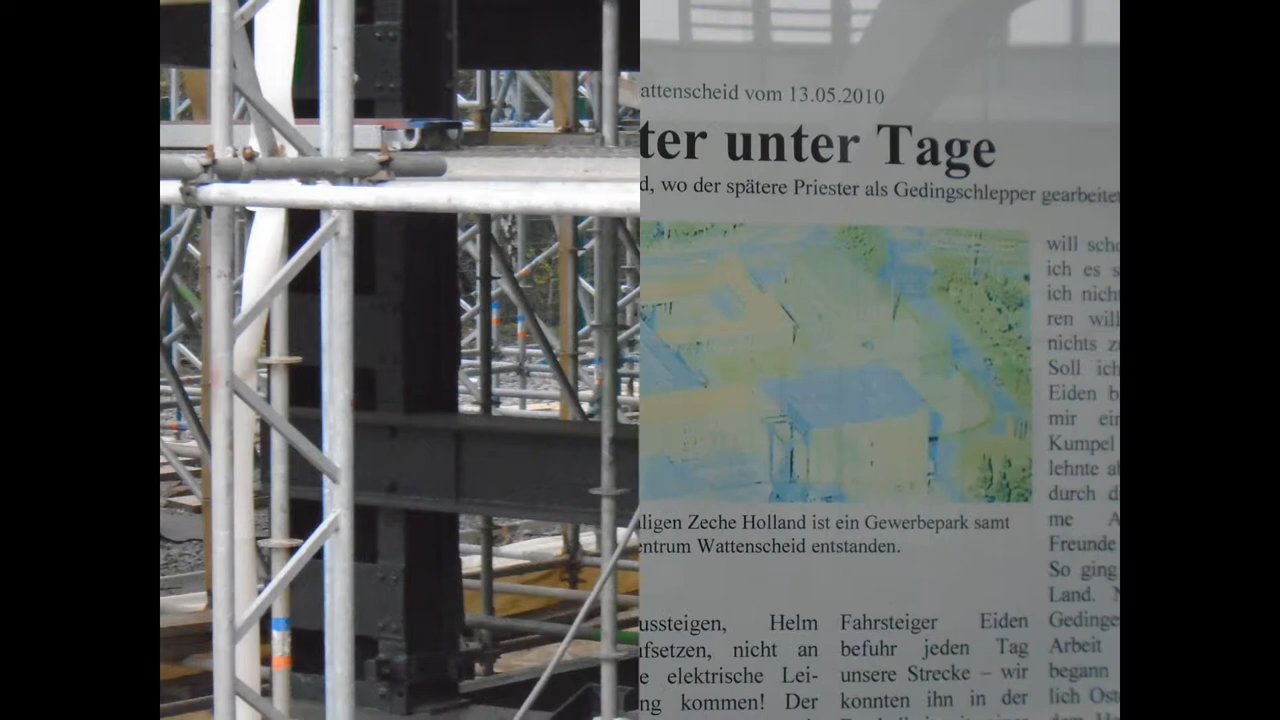 attenscheid vom 13.05.2010
ter unter Tage
d, wo der spätere Priester als Gedingschlepper gearbeitet
will scho
ich es s
ich nicht
ren will
nichts z
Soll ich
Eiden b
mir ein
Kumpel
lehnte al
durch d
me A
Freunde
So ging
Land. N
Gedinge
Arbeit
begann
lich Ost
lligen Zeche Holland ist ein Gewerbepark samt
entrum Wattenscheid entstanden.
ussteigen, Helm
ufsetzen, nicht an
e elektrische Lei-
ng kommen! Der
Fahrsteiger Eiden
befuhr jeden Tag
unsere Strecke – wir
konnten ihn in der